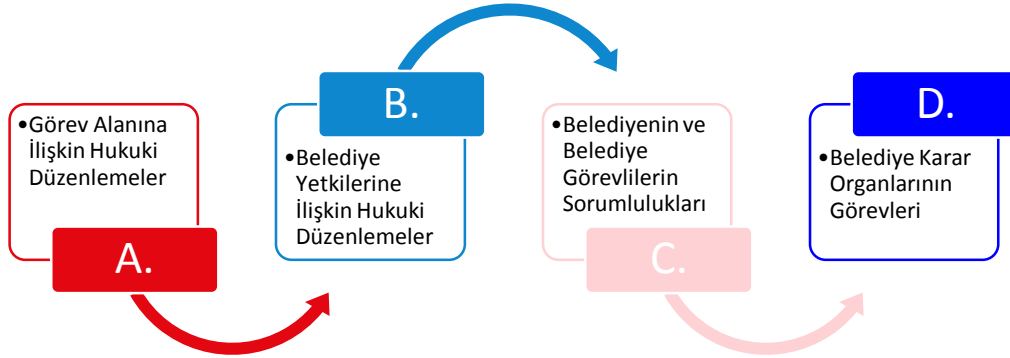 •Görev Alanına
İlişkin Hukuki
Düzenlemeler
A.
B.
•Belediye
Yetkilerine
İlişkin Hukuki
Düzenlemeler
•Belediyenin ve
Belediye
Görevlilerin
Sorumlulukları
C.
D.
•Belediye Karar
Organlarının
Görevleri